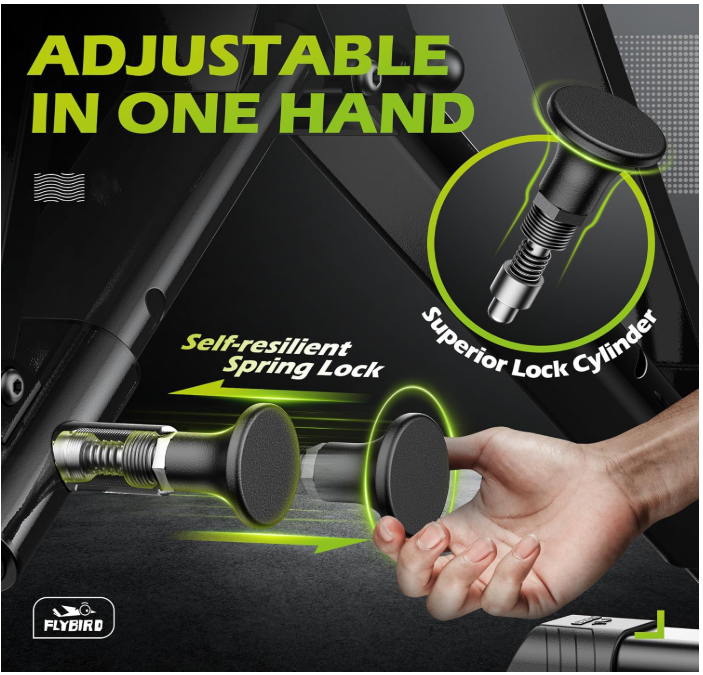 ADJUSTABLE
IN ONE HAND
Superior Lock Cylinder
Self-resilient
Spring Lock
FLYBIRD